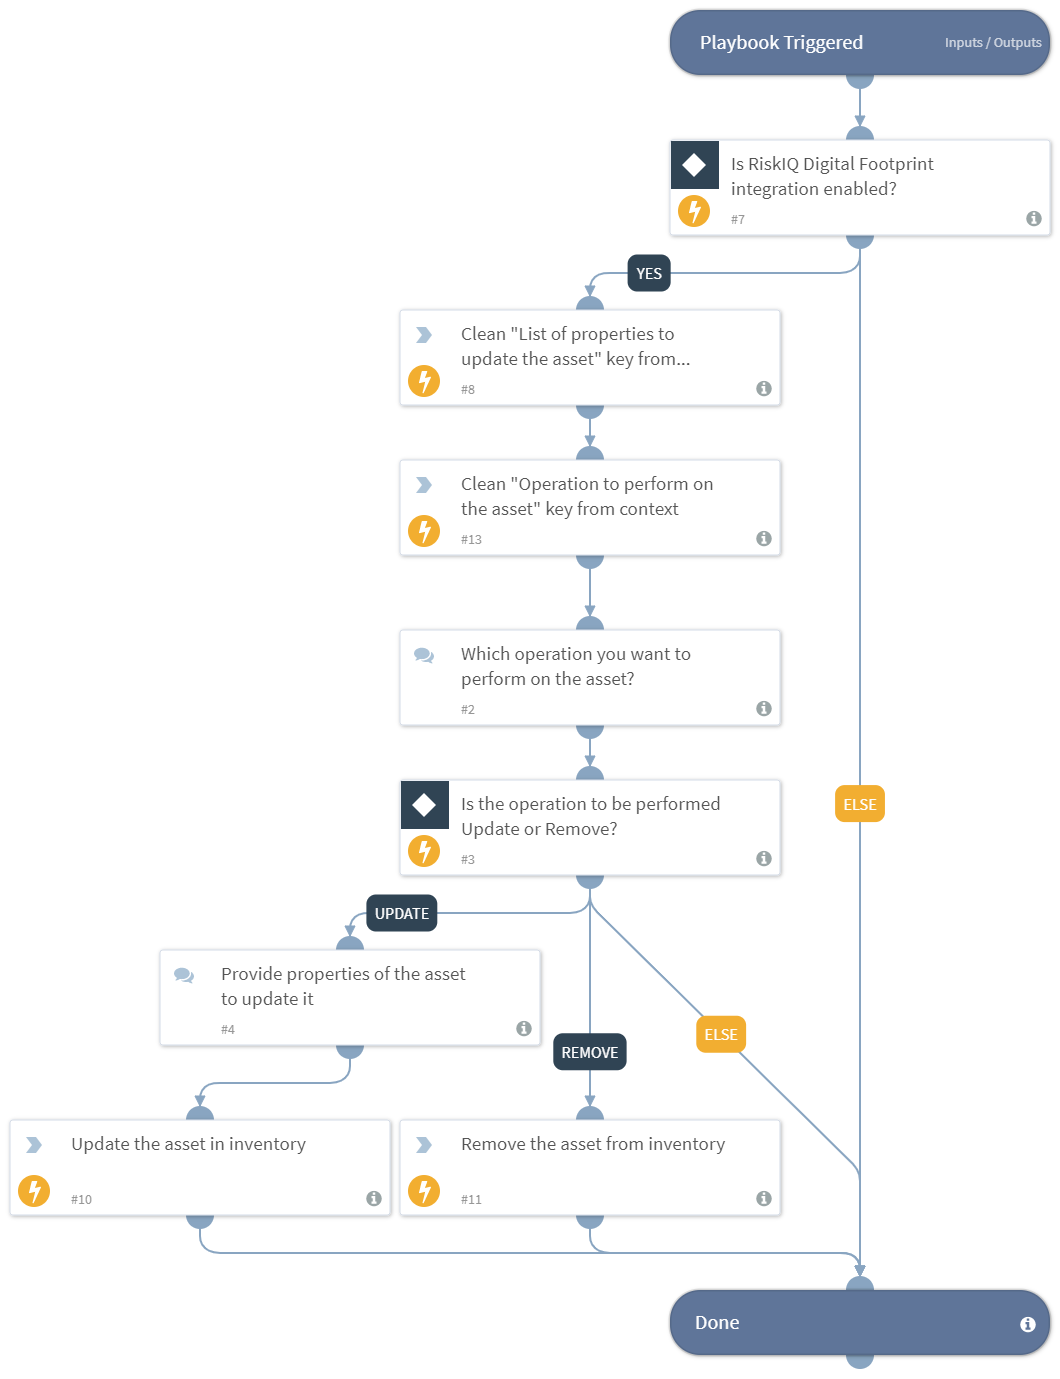 Playbook Triggered
Inputs / Outputs
Is RiskIQ Digital Footprint
integration enabled?
#7
YES
Clean "List of properties to
update the asset" key from...
#8
Clean "Operation to perform on
the asset" key from context
#13
Which operation you want to
perform on the asset?
#2
Is the operation to be performed
Update or Remove?
#3
ELSE
UPDATE
Provide properties of the asset
to update it
#4
ELSE
REMOVE
Update the asset in inventory
#10
Remove the asset from inventory
#11
Done